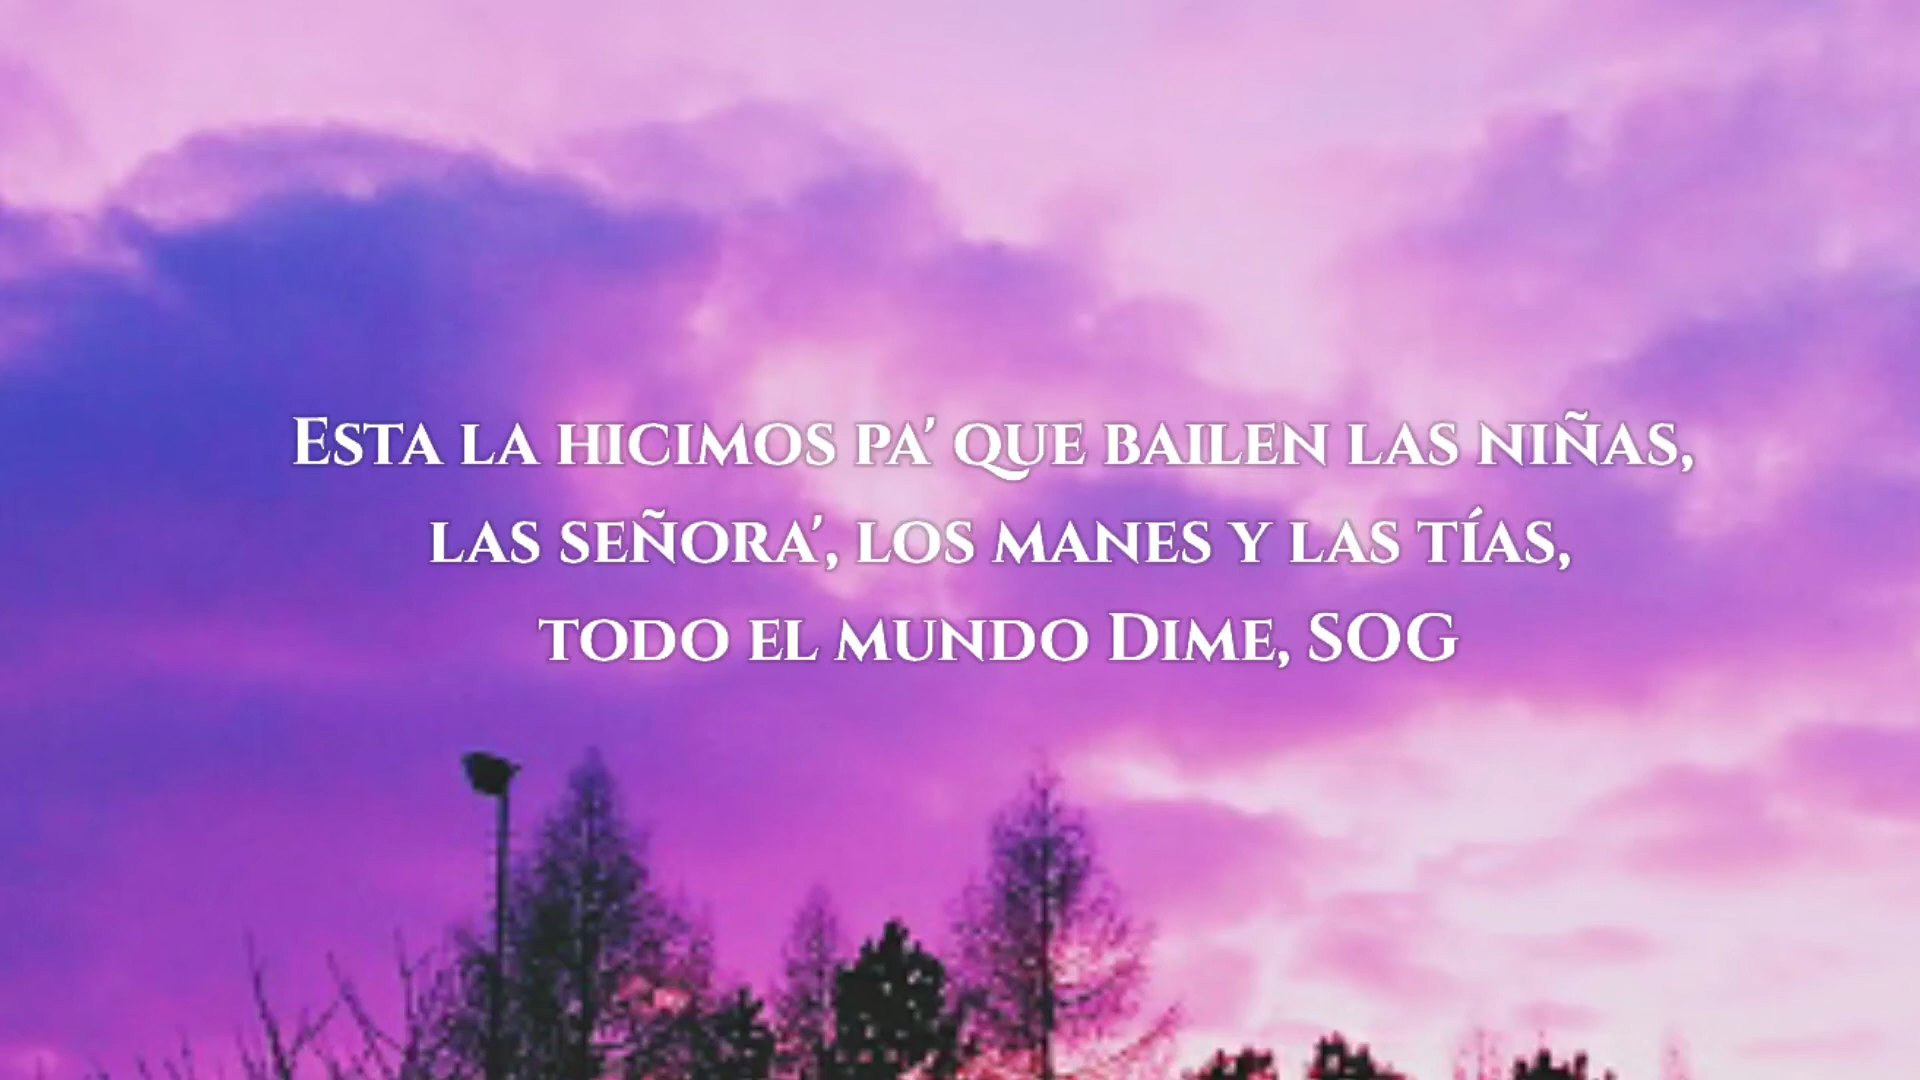 Esta la hicimos pa' que bailen las niñas,
las señora', los manes y las tías,
todo el mundo Dime, SOG